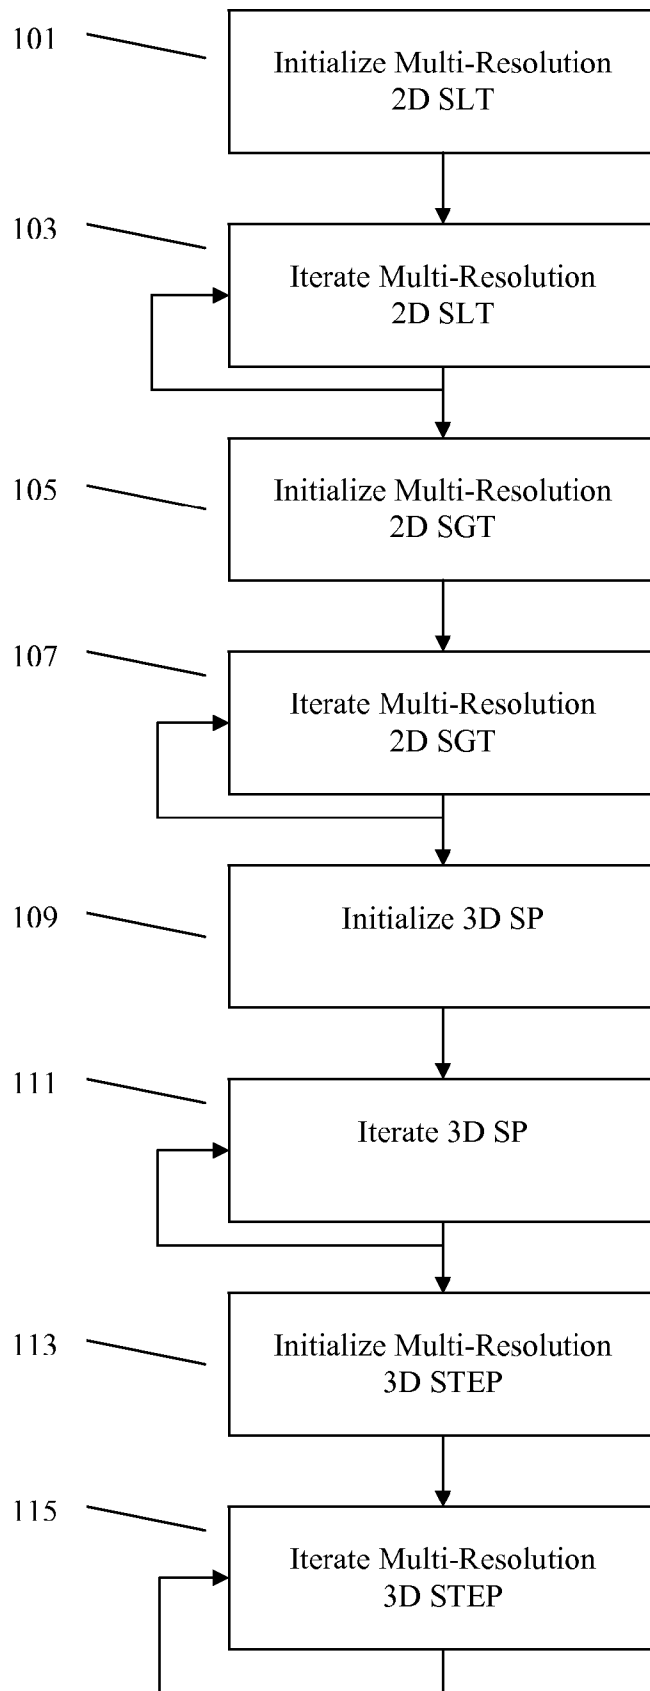 101
Initialize Multi-Resolution
2D SLT
103
Iterate Multi-Resolution
2D SLT
105
Initialize Multi-Resolution
2D SGT
107
Iterate Multi-Resolution
2D SGT
109
Initialize 3D SP
111
Iterate 3D SP
113
Initialize Multi-Resolution
3D STEP
115
Iterate Multi-Resolution
3D STEP